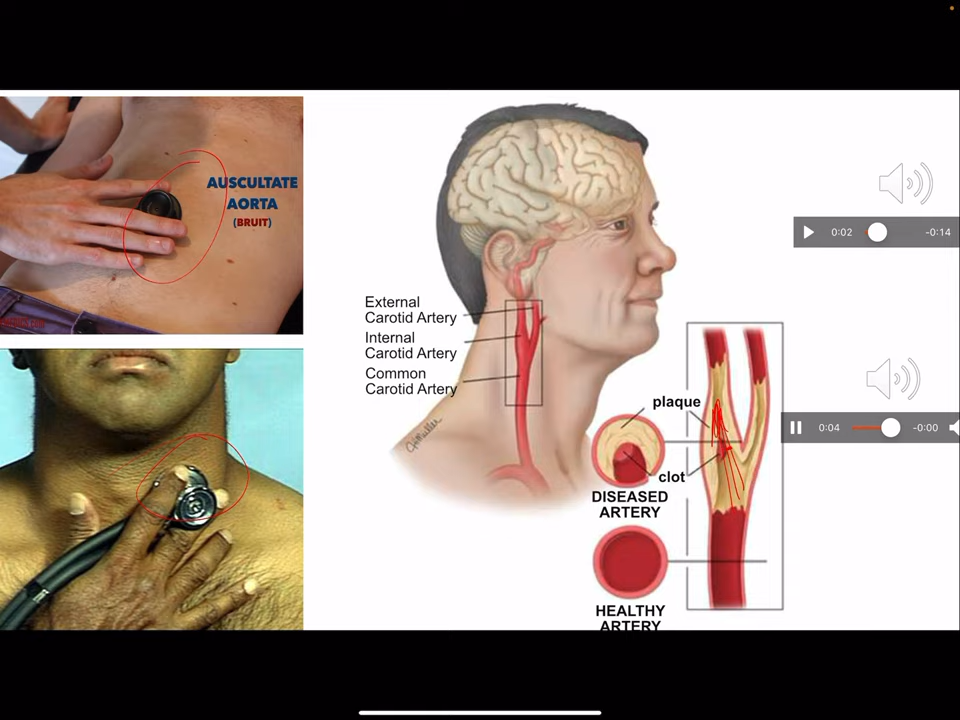 AUSCULTATE
AORTA
(BRUIT)
External
Carotid Artery
Internal
Carotid Artery
Common
Carotid Artery
plaque
clot
DISEASED
ARTERY
HEALTHY
ARTERY
0:02
-0:14
0:04
-0:00